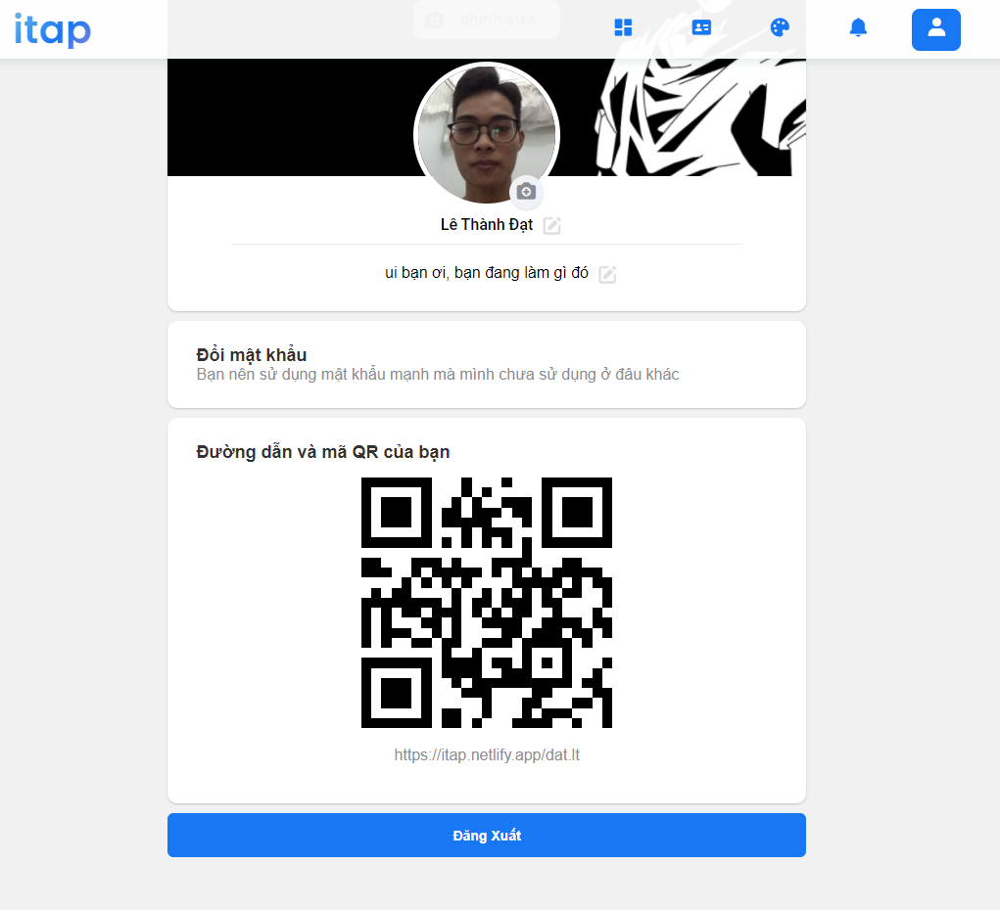 itap
chỉnh sửa
Lê Thành Đạt
ui bạn ơi, bạn đang làm gì đó
Đổi mật khẩu
Bạn nên sử dụng mật khẩu mạnh mà mình chưa sử dụng ở đâu khác
Đường dẫn và mã QR của bạn
https://itap.netlify.app/dat.lt
Đăng Xuất